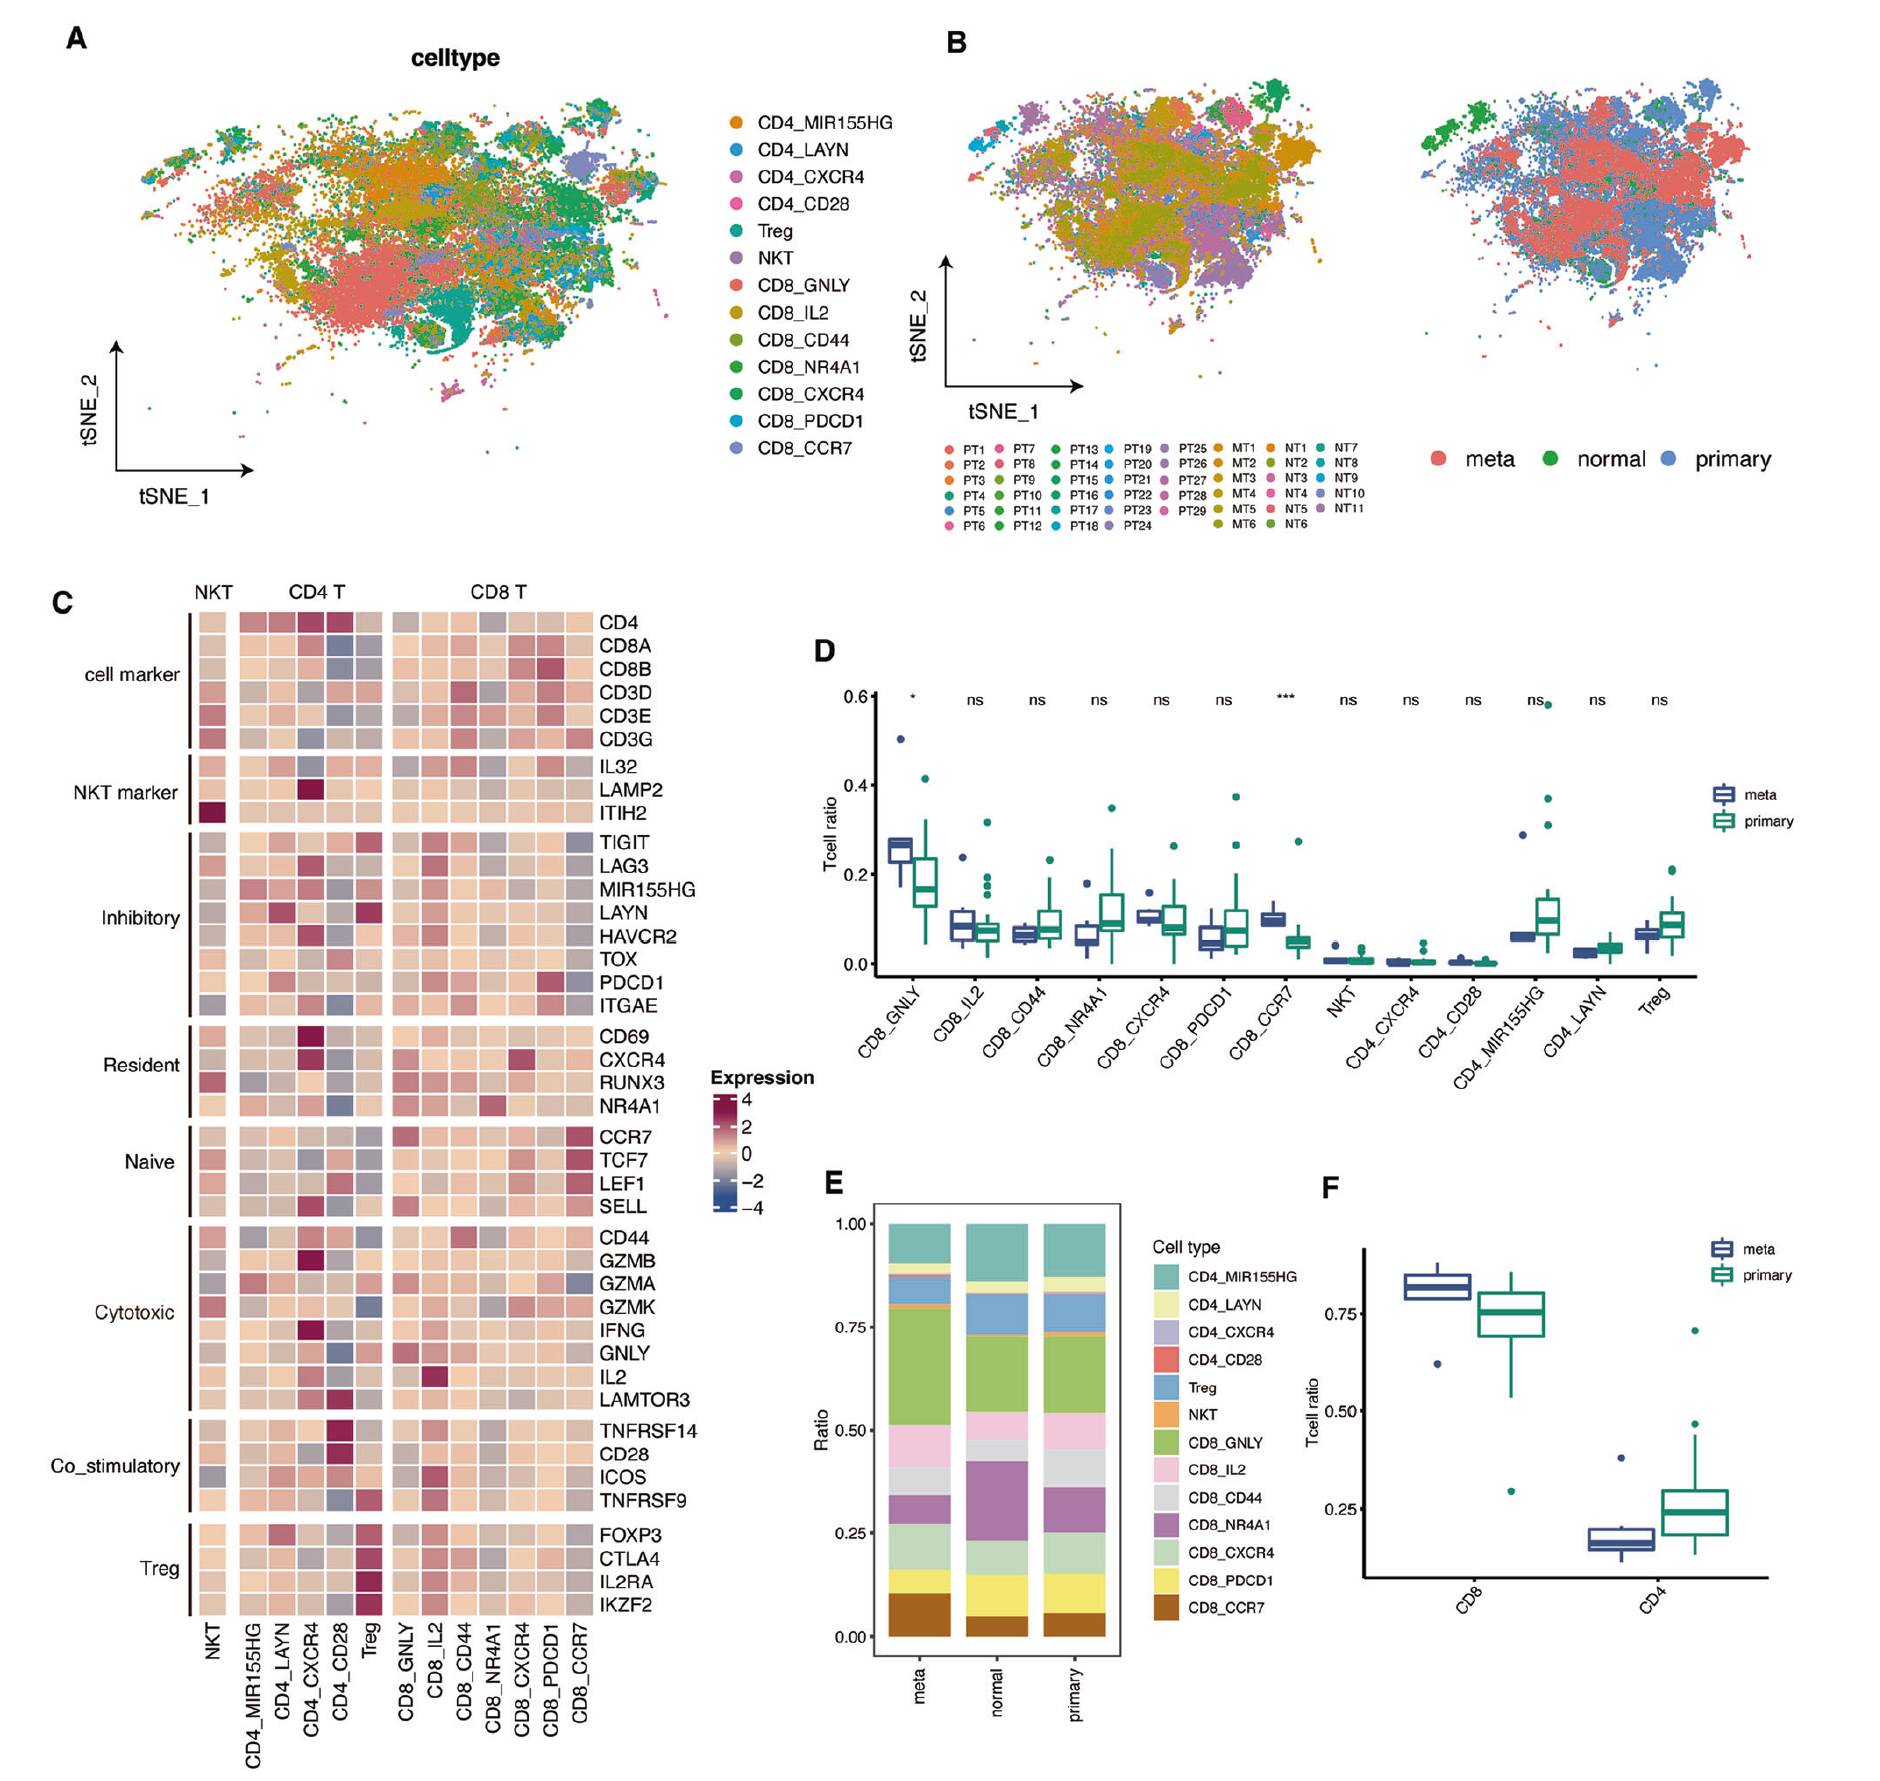 A
celltype
tSNE_2
tSNE_1
CD4_MIR155HG
CD4_LAYN
CD4_CXCR4
CD4_CD28
Treg
NKT
CD8_GNLY
CD8_IL2
CD8_CD44
CD8_NR4A1
CD8_CXCR4
CD8_PDCD1
CD8_CCR7
B
tSNE_2
tSNE_1
PT1 PT7 PT13 PT19 PT25 MT1 NT1 NT7
PT2 PT8 PT14 PT20 PT26 MT2 NT2 NT8
PT3 PT9 PT15 PT21 PT27 MT3 NT3 NT9
PT4 PT10 PT16 PT22 PT28 MT4 NT4 NT10
PT5 PT11 PT17 PT23 PT29 MT5 NT5 NT11
PT6 PT12 PT18 PT24 MT6 NT6
meta normal primary
C
NKT CD4 T CD8 T
cell marker
CD4
CD8A
CD8B
CD3D
CD3E
CD3G
NKT marker
IL32
LAMP2
ITIH2
Inhibitory
TIGIT
LAG3
MIR155HG
LAYN
HAVCR2
TOX
PDCD1
ITGAE
Resident
CD69
CXCR4
RUNX3
NR4A1
Naive
CCR7
TCF7
LEF1
SELL
Cytotoxic
CD44
GZMB
GZMA
GZMK
IFNG
GNLY
IL2
LAMTOR3
Co_stimulatory
TNFRSF14
CD28
ICOS
TNFRSF9
Treg
FOXP3
CTLA4
IL2RA
IKZF2
NKT
CD4_MIR155HG
CD4_LAYN
CD4_CXCR4
CD4_CD28
Treg
CD8_GNLY
CD8_IL2
CD8_CD44
CD8_NR4A1
CD8_CXCR4
CD8_PDCD1
CD8_CCR7
Expression
4
2
0
−2
−4
D
Tcell ratio
0.6
0.4
0.2
0.0
* ns ns ns ns ns *** ns ns ns ns ns ns
CD8_GNLY
CD8_IL2
CD8_CD44
CD8_NR4A1
CD8_CXCR4
CD8_PDCD1
CD8_CCR7
NKT
CD4_CXCR4
CD4_CD28
CD4_MIR155HG
CD4_LAYN
Treg
meta
primary
E
Ratio
1.00
0.75
0.50
0.25
0.00
meta
normal
primary
Cell type
CD4_MIR155HG
CD4_LAYN
CD4_CXCR4
CD4_CD28
Treg
NKT
CD8_GNLY
CD8_IL2
CD8_CD44
CD8_NR4A1
CD8_CXCR4
CD8_PDCD1
CD8_CCR7
F
Tcell ratio
0.75
0.50
0.25
CD8
CD4
meta
primary